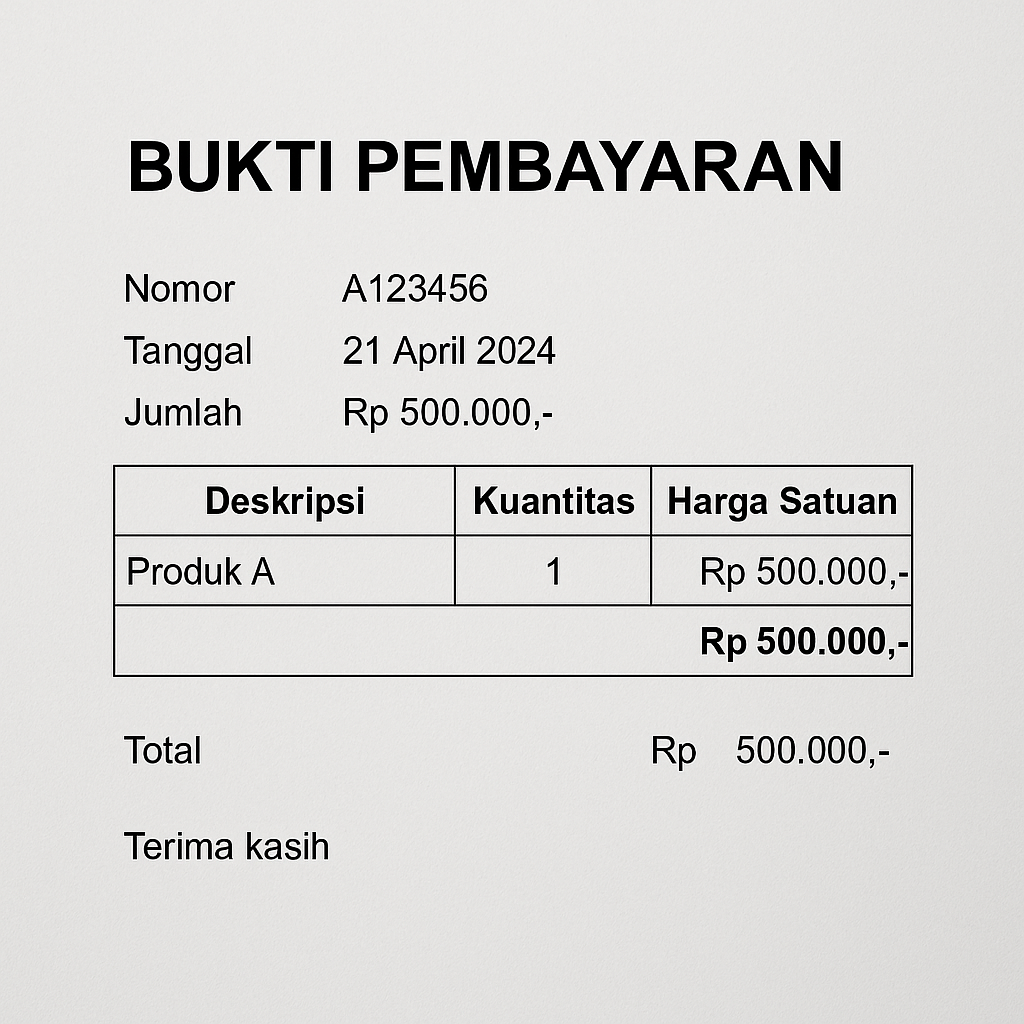 BUKTI PEMBAYARAN
Nomor A123456
Tanggal 21 April 2024
Jumlah Rp 500.000,-
Deskripsi Kuantitas Harga Satuan
Produk A 1 Rp 500.000,-
Rp 500.000,-
Total Rp 500.000,-
Terima kasih